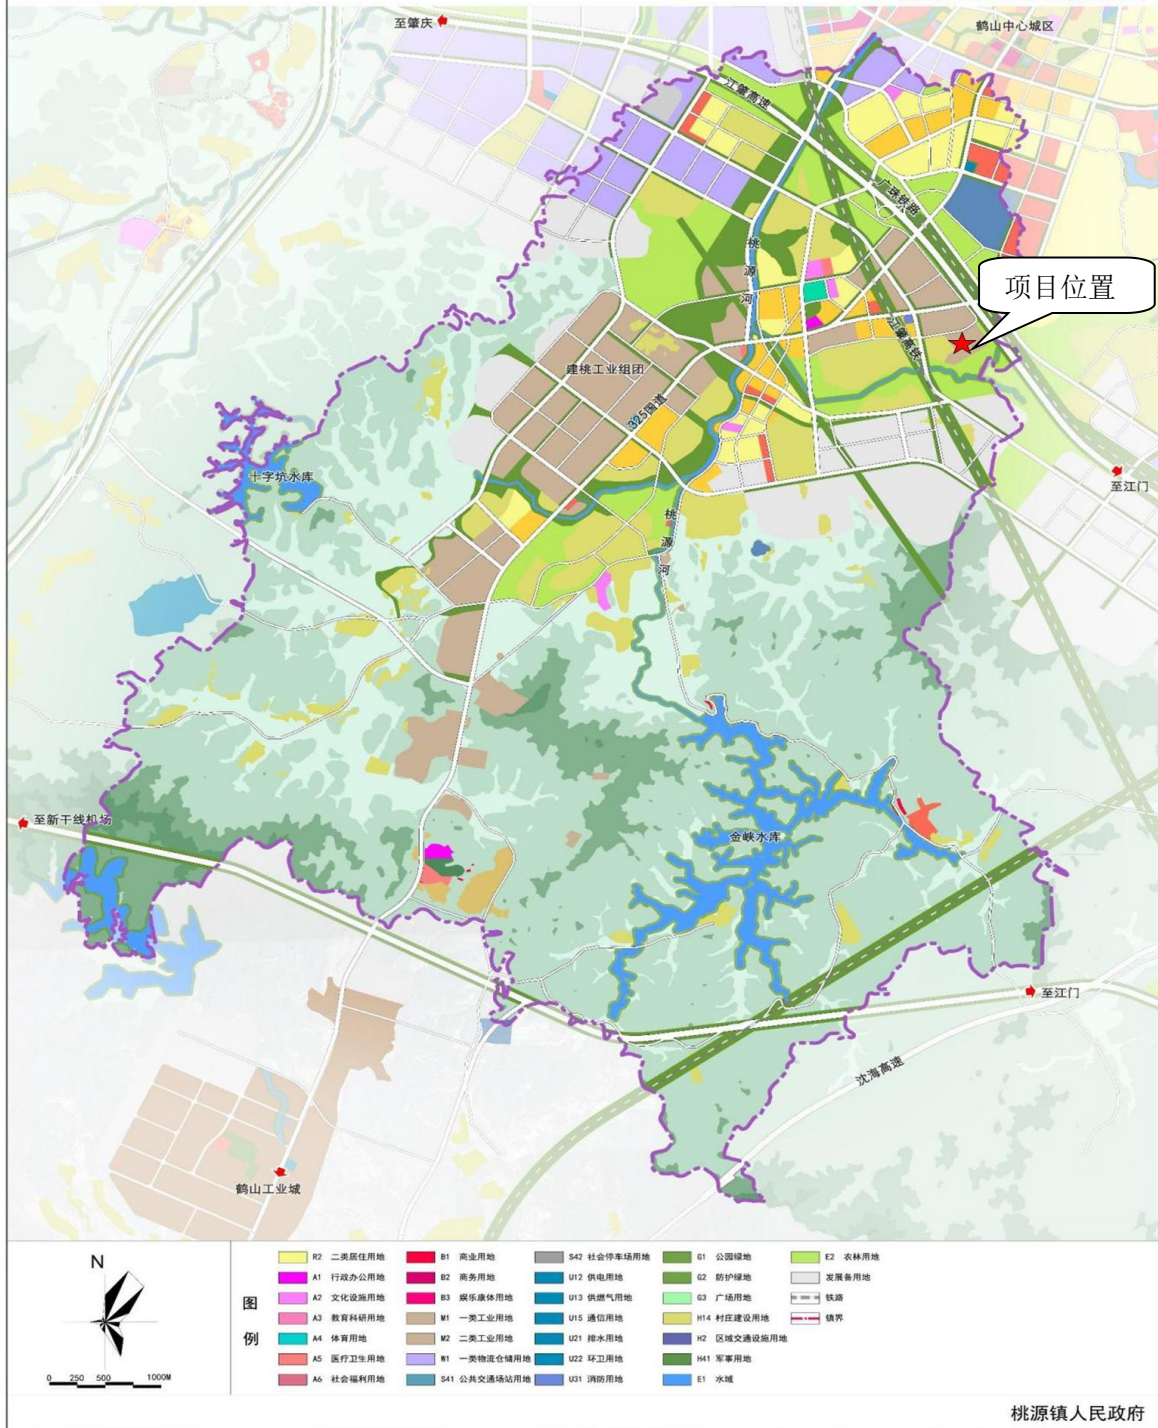 至肇庆
鹤山中心城区
江肇高速
广珠铁路
桃源河
项目位置
江肇高铁
建桃工业组团
325国道
十字坑水库
至江门
桃源河
至新干线机场
金峡水库
至江门
沈海高速
鹤山工业城
N
0 250 500 1000M
图例
R2 二类居住用地
A1 行政办公用地
A2 文化设施用地
A3 教育科研用地
A4 体育用地
A5 医疗卫生用地
A6 社会福利用地
B1 商业用地
B2 商务用地
B3 娱乐康体用地
M1 一类工业用地
M2 二类工业用地
W1 一类物流仓储用地
S41 公共交通场站用地
S42 社会停车场用地
U12 供电用地
U13 供燃气用地
U15 通信用地
U21 排水用地
U22 环卫用地
U31 消防用地
G1 公园绿地
G2 防护绿地
G3 广场用地
H14 村庄建设用地
H2 区域交通设施用地
H41 军事用地
E1 水域
E2 农林用地
发展备用地
铁路
镇界
桃源镇人民政府